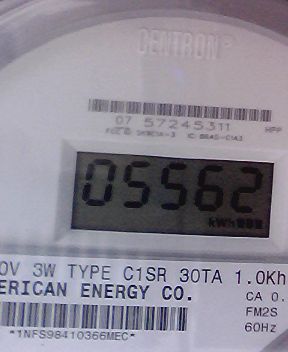 CENTRON®
07 57245311 HPP
05562
kWh
0V 3W TYPE C1SR 30TA 1.0Kh
ERICAN ENERGY CO. CA 0.
FM2S
*1NFS98410366MEC* 60Hz